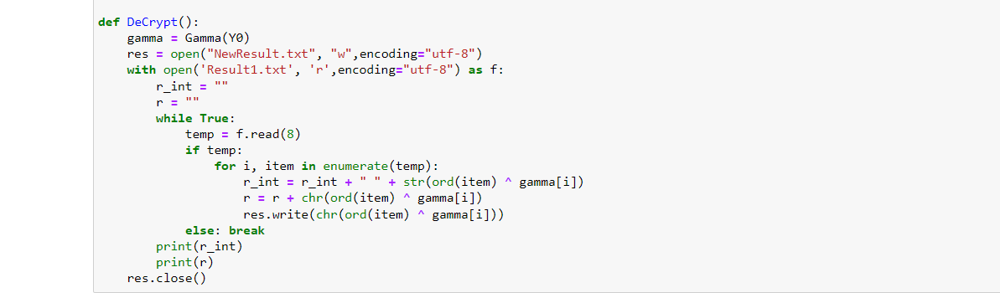 def DeCrypt():
    gamma = Gamma(Y0)
    res = open("NewResult.txt", "w",encoding="utf-8")
    with open('Result1.txt', 'r',encoding="utf-8") as f:
        r_int = ""
        r = ""
        while True:
            temp = f.read(8)
            if temp:
                for i, item in enumerate(temp):
                    r_int = r_int + " " + str(ord(item) ^ gamma[i])
                    r = r + chr(ord(item) ^ gamma[i])
                    res.write(chr(ord(item) ^ gamma[i]))
            else: break
        print(r_int)
        print(r)
    res.close()